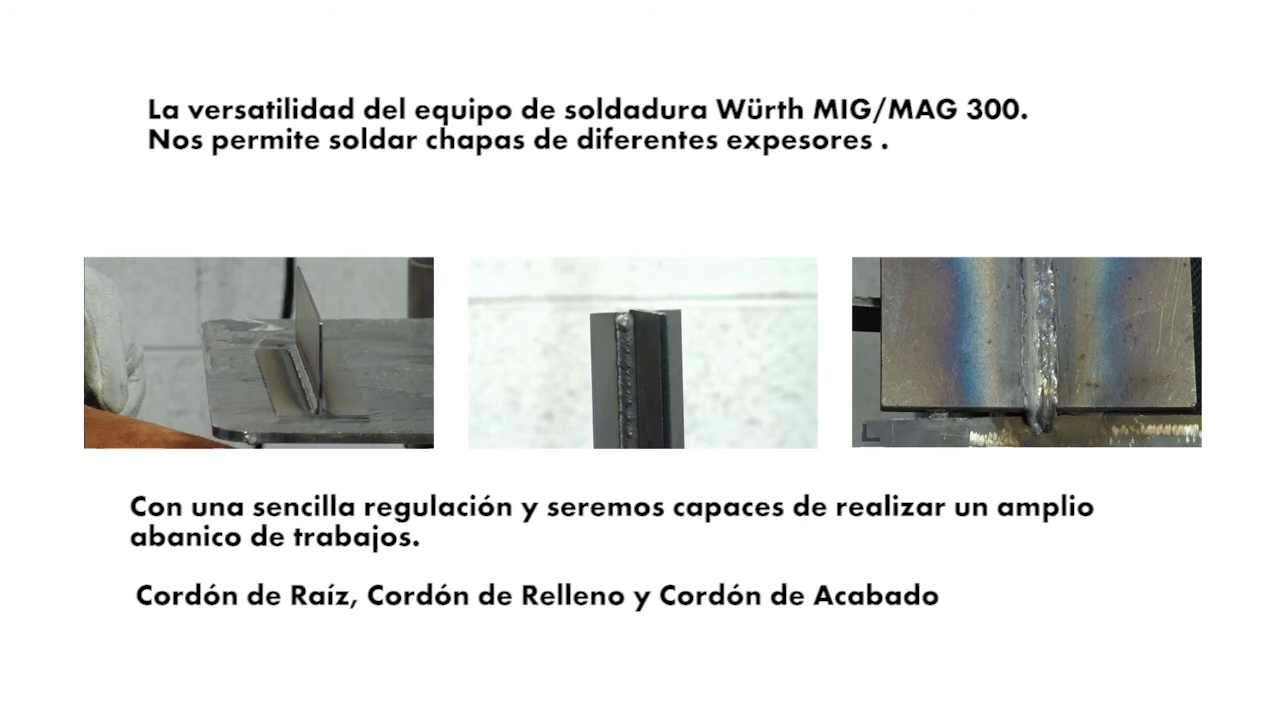 La versatilidad del equipo de soldadura Würth MIG/MAG 300.
Nos permite soldar chapas de diferentes expesores .
Con una sencilla regulación y seremos capaces de realizar un amplio
abanico de trabajos.
Cordón de Raíz, Cordón de Relleno y Cordón de Acabado